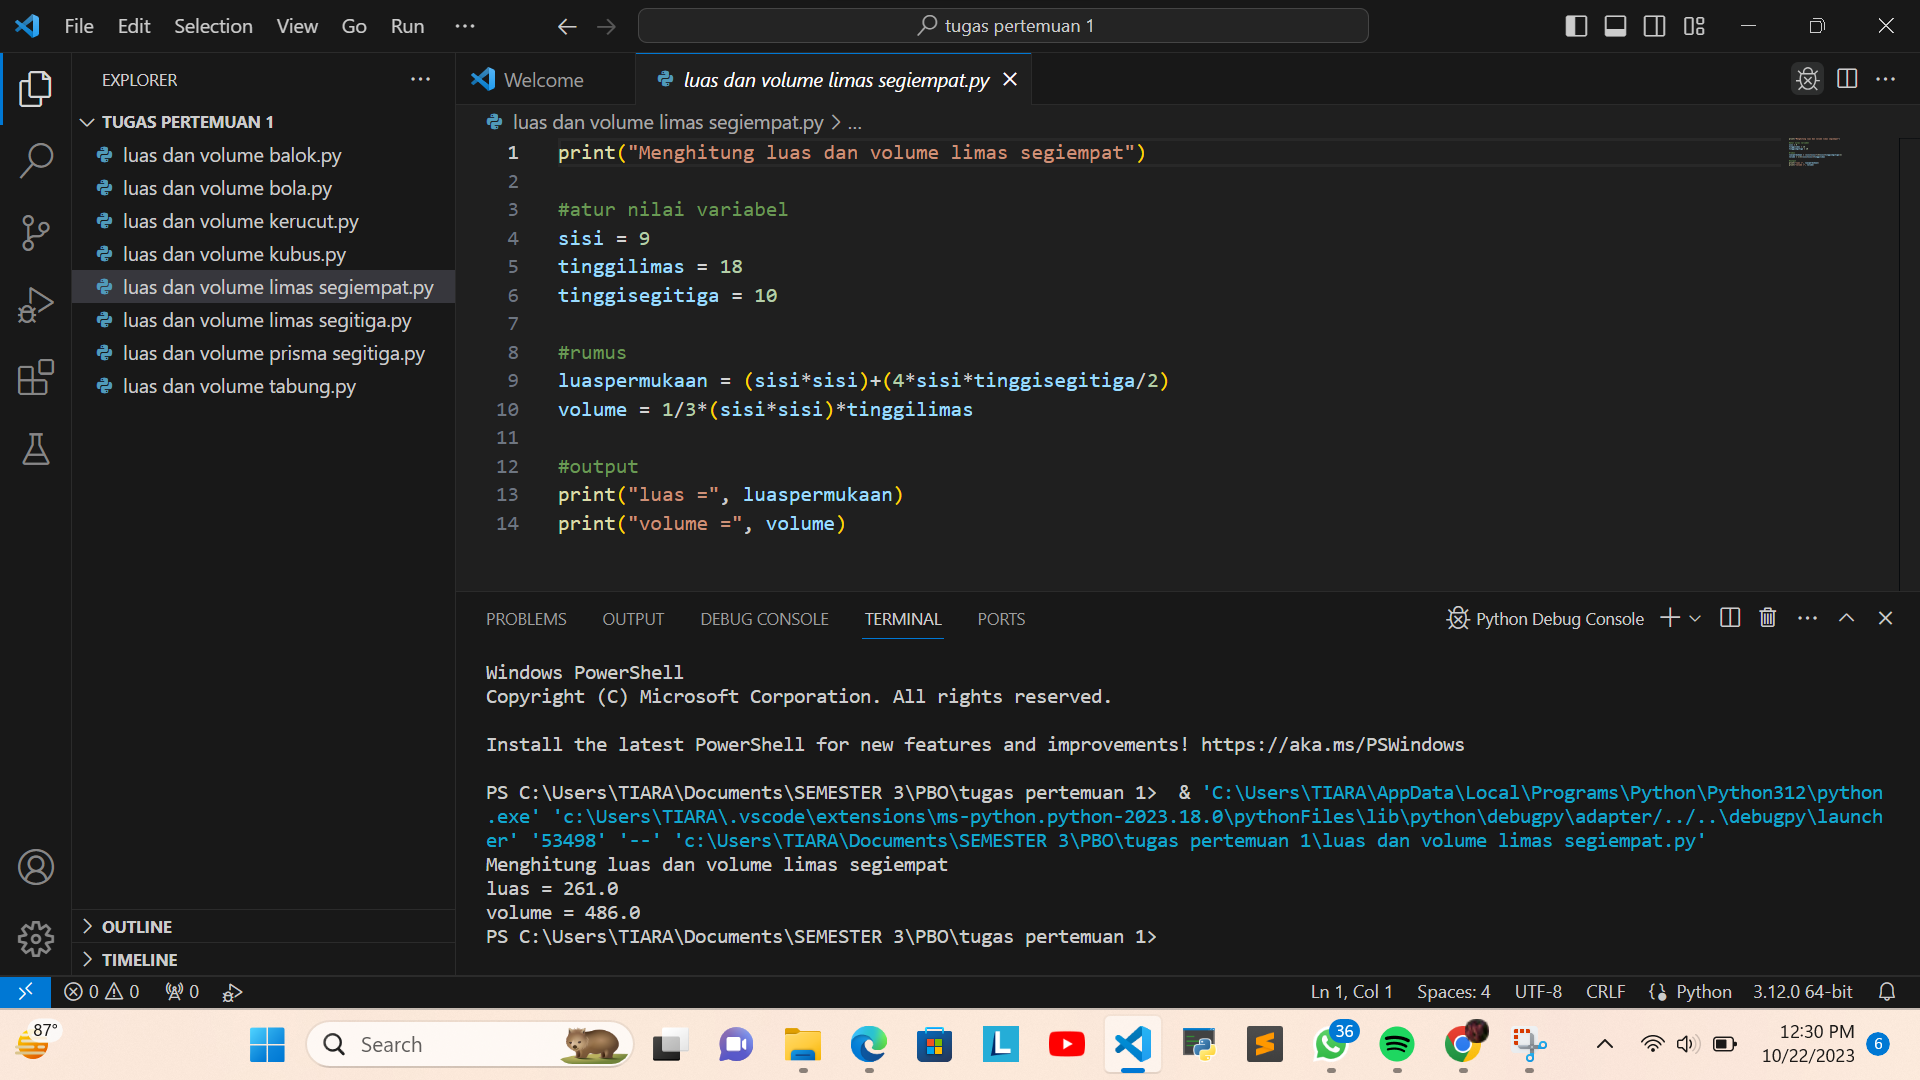 File Edit Selection View Go Run ···
tugas pertemuan 1
EXPLORER
Welcome
luas dan volume limas segiempat.py
TUGAS PERTEMUAN 1
luas dan volume balok.py
luas dan volume bola.py
luas dan volume kerucut.py
luas dan volume kubus.py
luas dan volume limas segiempat.py
luas dan volume limas segitiga.py
luas dan volume prisma segitiga.py
luas dan volume tabung.py
OUTLINE
TIMELINE
luas dan volume limas segiempat.py > ...
1 print("Menghitung luas dan volume limas segiempat")
2
3 #atur nilai variabel
4 sisi = 9
5 tinggilimas = 18
6 tinggisegitiga = 10
7
8 #rumus
9 luaspermukaan = (sisi*sisi)+(4*sisi*tinggisegitiga/2)
10 volume = 1/3*(sisi*sisi)*tinggilimas
11
12 #output
13 print("luas =", luaspermukaan)
14 print("volume =", volume)
PROBLEMS OUTPUT DEBUG CONSOLE TERMINAL PORTS
Python Debug Console
Windows PowerShell
Copyright (C) Microsoft Corporation. All rights reserved.
Install the latest PowerShell for new features and improvements! https://aka.ms/PSWindows
PS C:\Users\TIARA\Documents\SEMESTER 3\PBO\tugas pertemuan 1>  & 'C:\Users\TIARA\AppData\Local\Programs\Python\Python312\python
.exe' 'c:\Users\TIARA\.vscode\extensions\ms-python.python-2023.18.0\pythonFiles\lib\python\debugpy\adapter/../..\debugpy\launch
er' '53498' '--' 'c:\Users\TIARA\Documents\SEMESTER 3\PBO\tugas pertemuan 1\luas dan volume limas segiempat.py'
Menghitung luas dan volume limas segiempat
luas = 261.0
volume = 486.0
PS C:\Users\TIARA\Documents\SEMESTER 3\PBO\tugas pertemuan 1>
0 0 0
Ln 1, Col 1 Spaces: 4 UTF-8 CRLF Python 3.12.0 64-bit
87°
Search
L
36
12:30 PM
10/22/2023
6